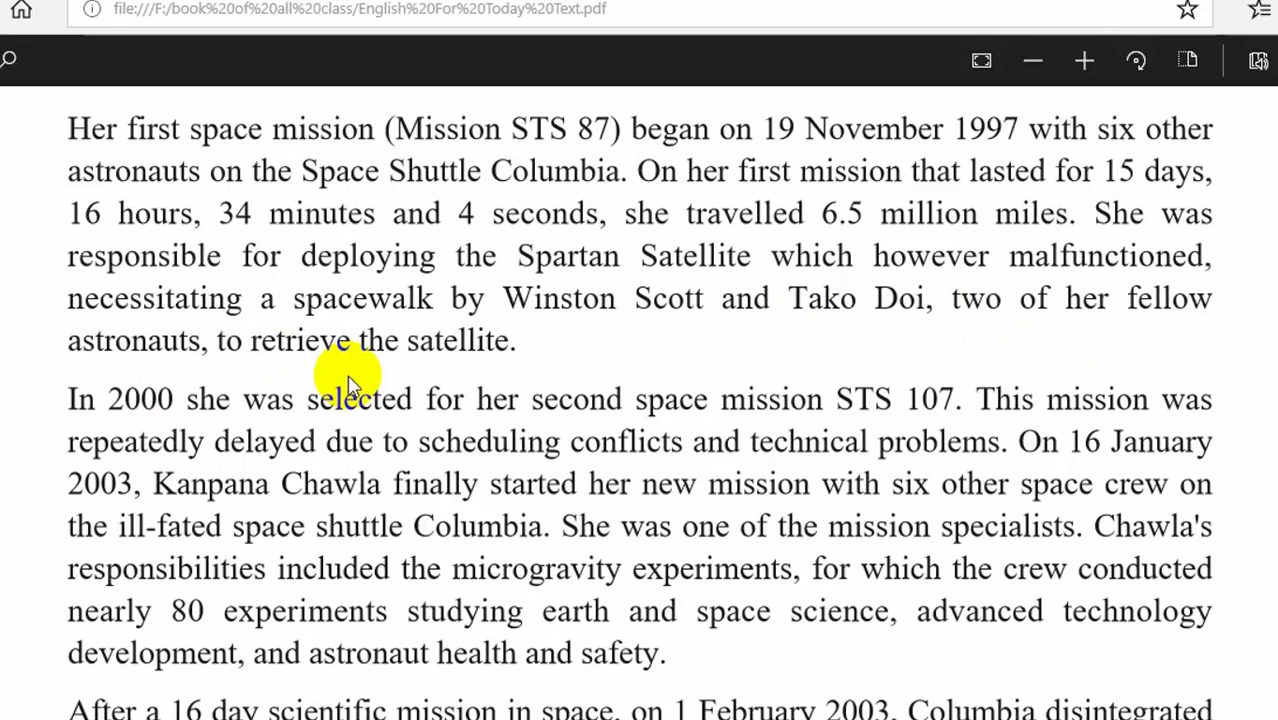 file:///F:/book%20of%20all%20class/English%20For%20Today%20Text.pdf
Her first space mission (Mission STS 87) began on 19 November 1997 with six other
astronauts on the Space Shuttle Columbia. On her first mission that lasted for 15 days,
16 hours, 34 minutes and 4 seconds, she travelled 6.5 million miles. She was
responsible for deploying the Spartan Satellite which however malfunctioned,
necessitating a spacewalk by Winston Scott and Tako Doi, two of her fellow
astronauts, to retrieve the satellite.
In 2000 she was selected for her second space mission STS 107. This mission was
repeatedly delayed due to scheduling conflicts and technical problems. On 16 January
2003, Kanpana Chawla finally started her new mission with six other space crew on
the ill-fated space shuttle Columbia. She was one of the mission specialists. Chawla's
responsibilities included the microgravity experiments, for which the crew conducted
nearly 80 experiments studying earth and space science, advanced technology
development, and astronaut health and safety.
After a 16 day scientific mission in space, on 1 February 2003, Columbia disintegrated